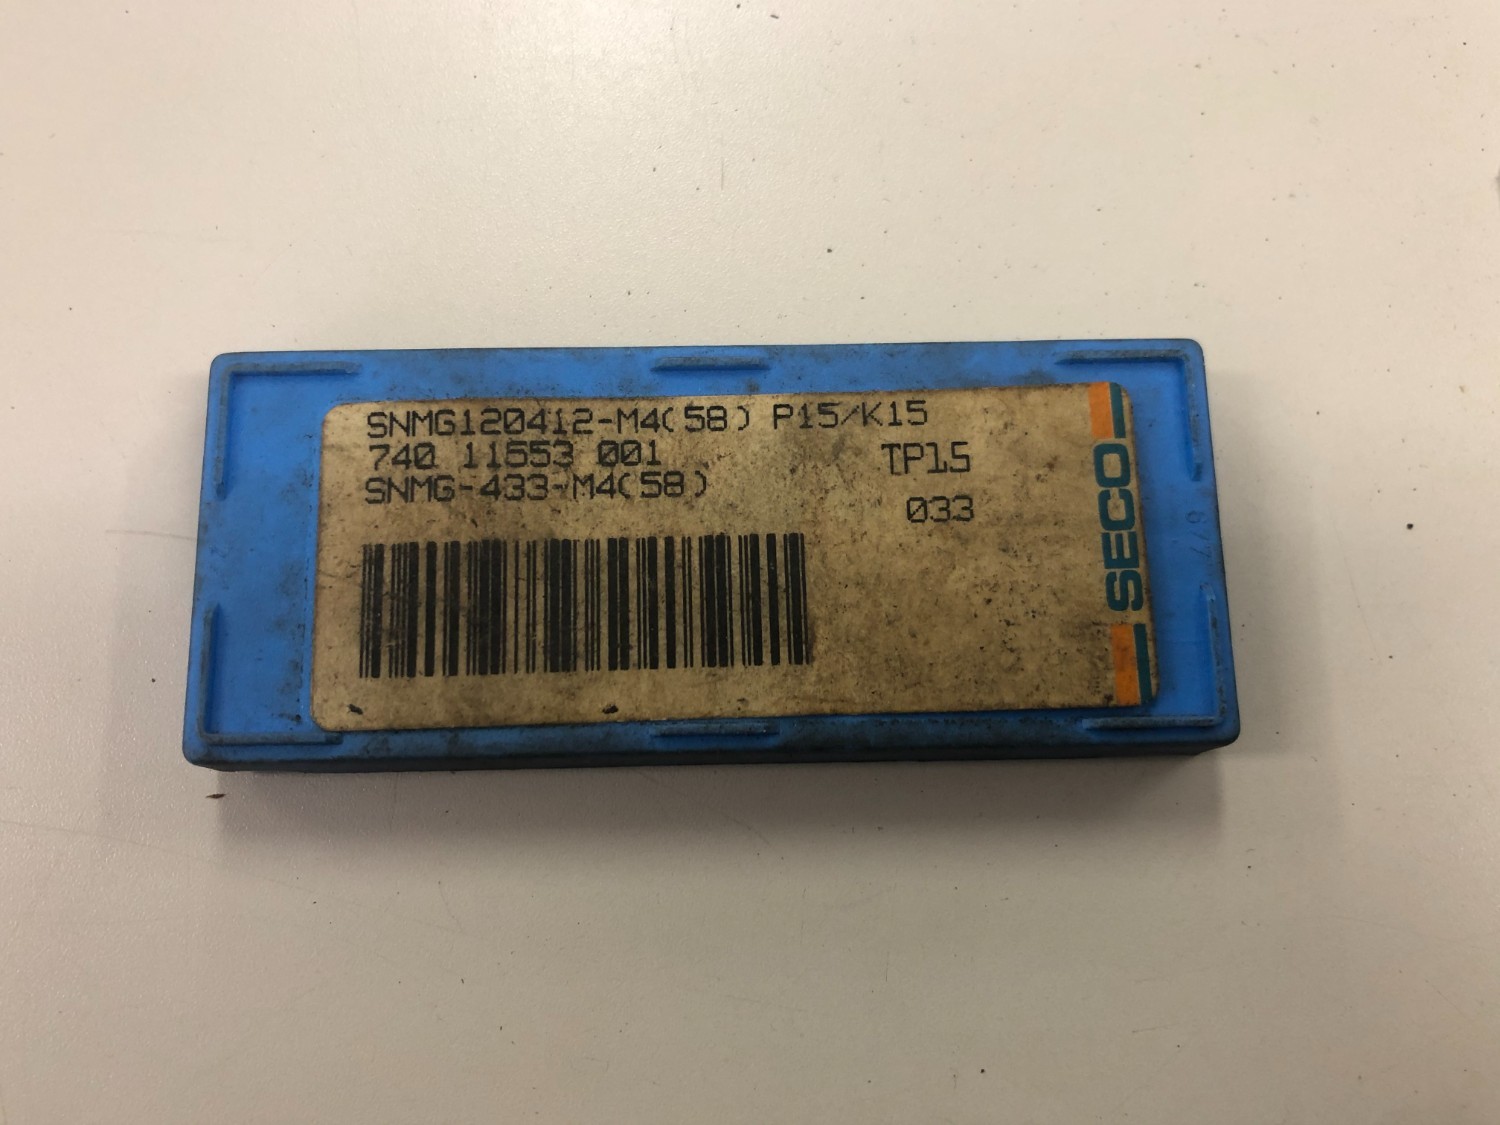 SNMG120412-M4(58) P15/K15
740 11553 001
TP15
SNMG-433-M4(58)
033
SECO